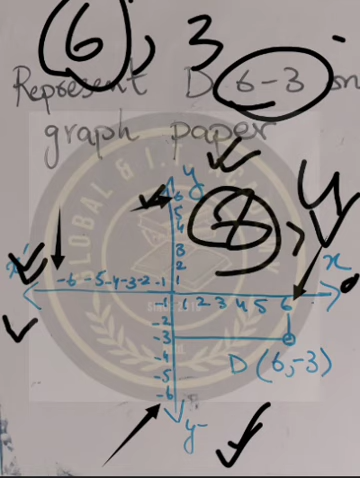 6, 3
Represent D 6-3 on
graph paper
y
6
5
4
3
2
1
x' -6 -5 -4 -3 -2 -1 1 2 3 4 5 6 x
-1
-2
-3
-4
-5
-6
D (6,-3)
y-